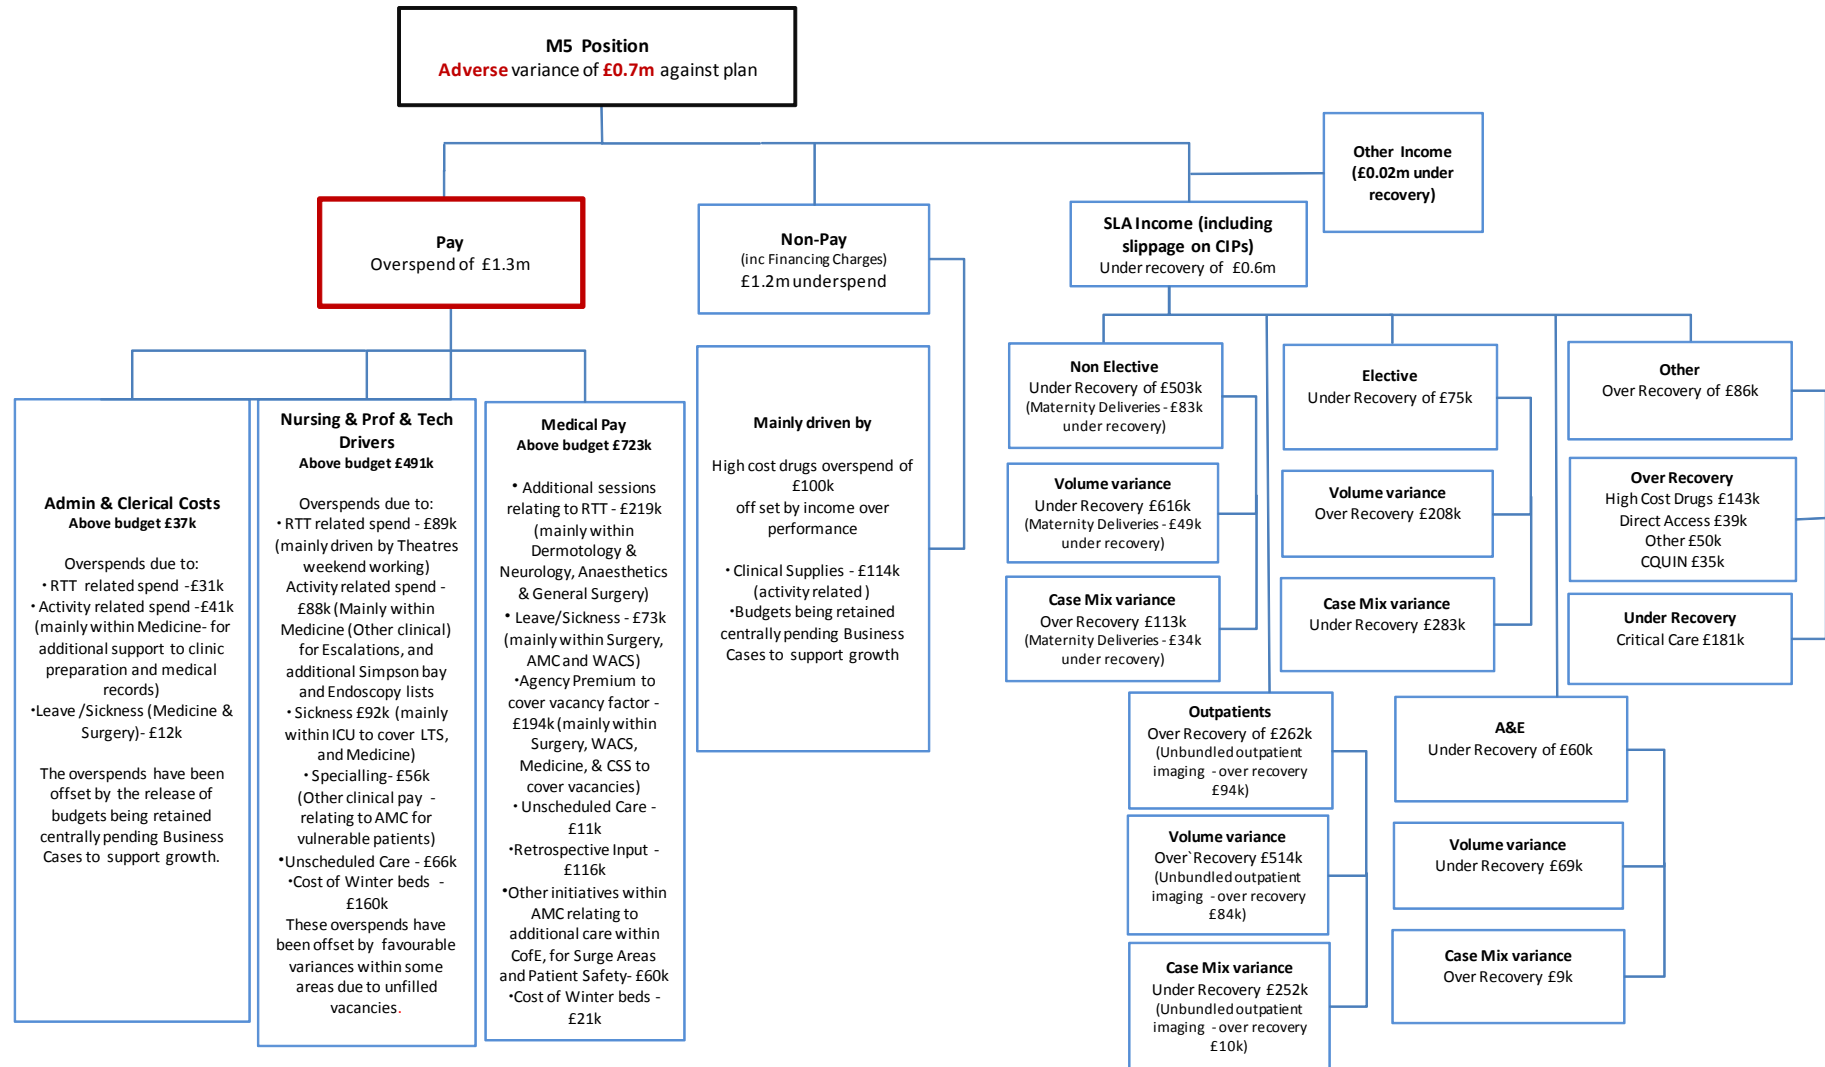 M5 Position
Adverse variance of £0.7m against plan
Other Income
(£0.02m under
recovery)
Pay
Overspend of £1.3m
Non-Pay
(inc Financing Charges)
£1.2m underspend
SLA Income (including
slippage on CIPs)
Under recovery of £0.6m
Admin & Clerical Costs
Above budget £37k
Overspends due to:
• RTT related spend -£31k
• Activity related spend -£41k
(mainly within Medicine- for
additional support to clinic
preparation and medical
records)
•Leave /Sickness (Medicine &
Surgery)- £12k
The overspends have been
offset by the release of
budgets being retained
centrally pending Business
Cases to support growth.
Nursing & Prof & Tech
Drivers
Above budget £491k
Overspends due to:
• RTT related spend - £89k
(mainly driven by Theatres
weekend working)
Activity related spend -
£88k (Mainly within
Medicine (Other clinical)
for Escalations, and
additional Simpson bay
and Endoscopy lists
• Sickness £92k (mainly
within ICU to cover LTS,
and Medicine)
• Specialling- £56k
(Other clinical pay -
relating to AMC for
vulnerable patients)
•Unscheduled Care - £66k
•Cost of Winter beds -
£160k
These overspends have
been offset by favourable
variances within some
areas due to unfilled
vacancies.
Medical Pay
Above budget £723k
• Additional sessions
relating to RTT - £219k
(mainly within
Dermotology &
Neurology, Anaesthetics
& General Surgery)
• Leave/Sickness - £73k
(mainly within Surgery,
AMC and WACS)
•Agency Premium to
cover vacancy factor -
£194k (mainly within
Surgery, WACS,
Medicine, & CSS to
cover vacancies)
• Unscheduled Care -
£11k
•Retrospective Input -
£116k
•Other initiatives within
AMC relating to
additional care within
CofE, for Surge Areas
and Patient Safety- £60k
•Cost of Winter beds -
£21k
Mainly driven by
High cost drugs overspend of
£100k
off set by income over
performance
• Clinical Supplies - £114k
(activity related )
•Budgets being retained
centrally pending Business
Cases to support growth
Non Elective
Under Recovery of £503k
(Maternity Deliveries - £83k
under recovery)
Volume variance
Under Recovery £616k
(Maternity Deliveries - £49k
under recovery)
Case Mix variance
Over Recovery £113k
(Maternity Deliveries - £34k
under recovery)
Elective
Under Recovery of £75k
Volume variance
Over Recovery £208k
Case Mix variance
Under Recovery £283k
Other
Over Recovery of £86k
Over Recovery
High Cost Drugs £143k
Direct Access £39k
Other £50k
CQUIN £35k
Under Recovery
Critical Care £181k
Outpatients
Over Recovery of £262k
(Unbundled outpatient
imaging - over recovery
£94k)
Volume variance
Over`Recovery £514k
(Unbundled outpatient
imaging - over recovery
£84k)
Case Mix variance
Under Recovery £252k
(Unbundled outpatient
imaging - over recovery
£10k)
A&E
Under Recovery of £60k
Volume variance
Under Recovery £69k
Case Mix variance
Over Recovery £9k